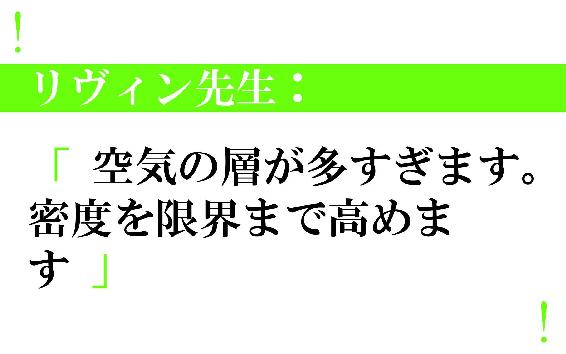 !
リヴィン先生：
「 空気の層が多すぎます。
密度を限界まで高めま
す 」
!